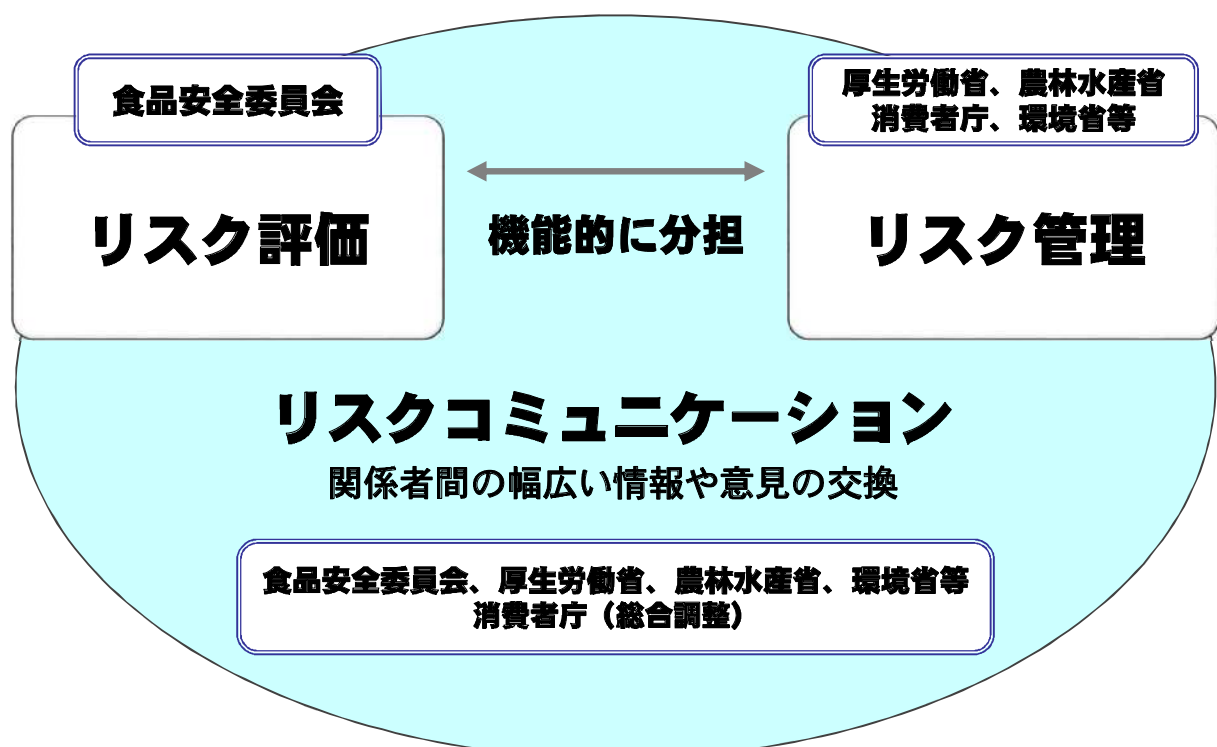 食品安全委員会
厚生労働省、農林水産省
消費者庁、環境省等
リスク評価
機能的に分担
リスク管理
リスクコミュニケーション
関係者間の幅広い情報や意見の交換
食品安全委員会、厚生労働省、農林水産省、環境省等
消費者庁（総合調整）